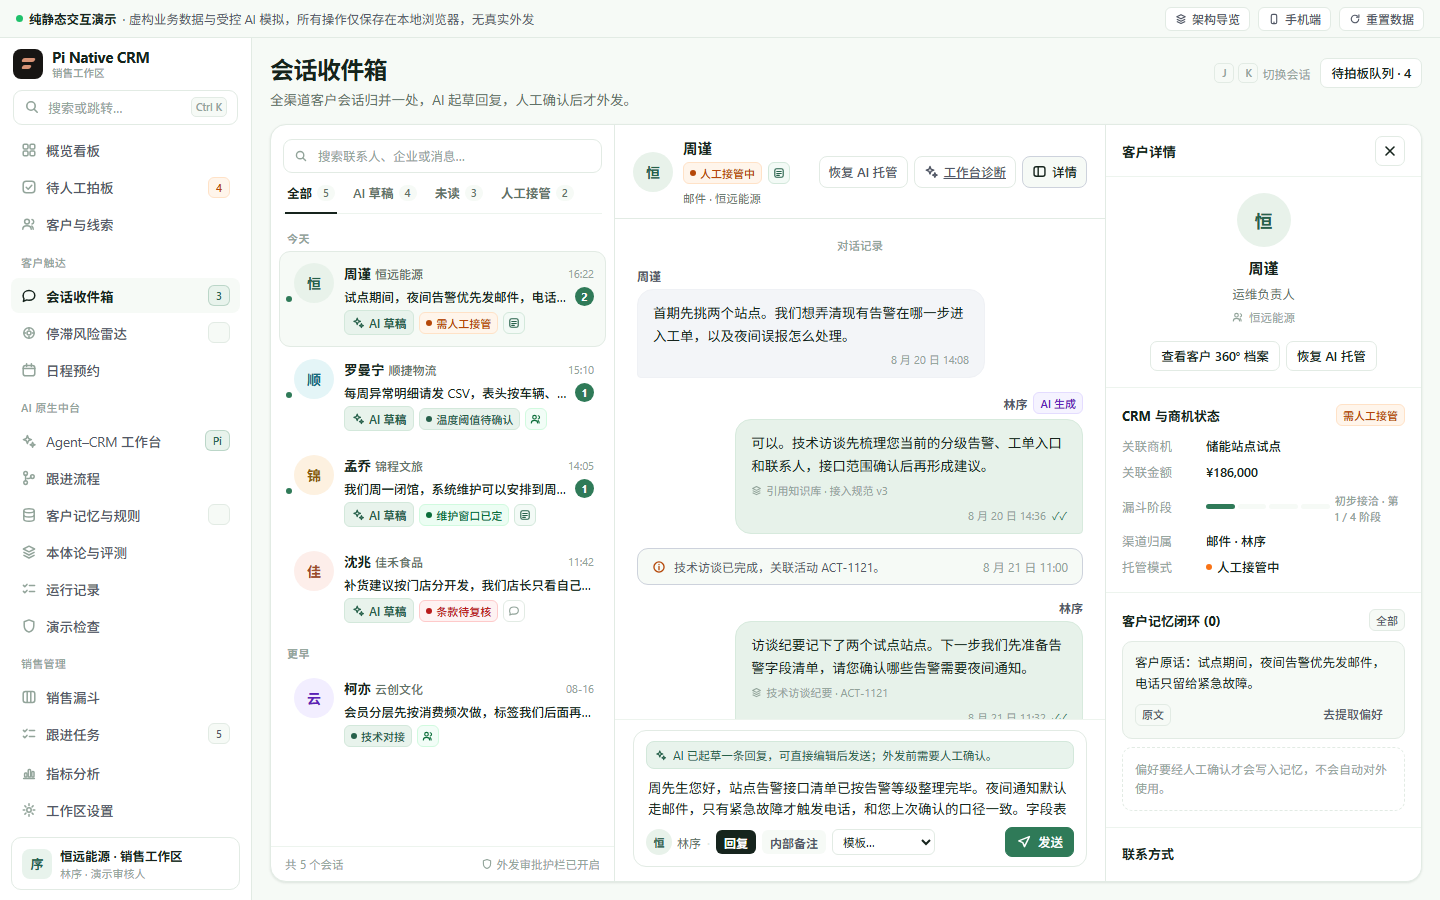 纯静态交互演示 · 虚构业务数据与受控 AI 模拟，所有操作仅保存在本地浏览器，无真实外发
架构导览
手机端
重置数据
Pi Native CRM
销售工作区
搜索或跳转...
Ctrl K
概览看板
待人工拍板
4
客户与线索
客户触达
会话收件箱
3
停滞风险雷达
日程预约
AI 原生中台
Agent–CRM 工作台
Pi
跟进流程
客户记忆与规则
本体论与评测
运行记录
演示检查
销售管理
销售漏斗
跟进任务
5
指标分析
工作区设置
序
恒远能源 · 销售工作区
林序 · 演示审核人
会话收件箱
全渠道客户会话归并一处，AI 起草回复，人工确认后才外发。
J
K
切换会话
待拍板队列 · 4
搜索联系人、企业或消息...
全部 5
AI 草稿 4
未读 3
人工接管 2
今天
恒
周谨 恒远能源
16:22
试点期间，夜间告警优先发邮件，电话...
2
AI 草稿
需人工接管
顺
罗曼宁 顺捷物流
15:10
每周异常明细请发 CSV，表头按车辆、...
1
AI 草稿
温度阈值待确认
锦
孟乔 锦程文旅
14:05
我们周一闭馆，系统维护可以安排到周...
1
AI 草稿
维护窗口已定
佳
沈兆 佳禾食品
11:42
补货建议按门店分开发，我们店长只看自己...
AI 草稿
条款待复核
更早
云
柯亦 云创文化
08-16
会员分层先按消费频次做，标签我们后面再...
技术对接
共 5 个会话
外发审批护栏已开启
恒
周谨
人工接管中
邮件 · 恒远能源
恢复 AI 托管
工作台诊断
详情
对话记录
周谨
首期先挑两个站点。我们想弄清现有告警在哪一步进
入工单，以及夜间误报怎么处理。
8 月 20 日 14:08
林序
AI 生成
可以。技术访谈先梳理您当前的分级告警、工单入口
和联系人，接口范围确认后再形成建议。
引用知识库 · 接入规范 v3
8 月 20 日 14:36 ✓✓
技术访谈已完成，关联活动 ACT-1121。
8 月 21 日 11:00
林序
访谈纪要记下了两个试点站点。下一步我们先准备告
警字段清单，请您确认哪些告警需要夜间通知。
技术访谈纪要 · ACT-1121
8 月 21 日 11:32 ✓✓
AI 已起草一条回复，可直接编辑后发送；外发前需要人工确认。
周先生您好，站点告警接口清单已按告警等级整理完毕。夜间通知默认
走邮件，只有紧急故障才触发电话，和您上次确认的口径一致。字段表
恒
林序 ·
回复
内部备注
模板...
发送
客户详情
恒
周谨
运维负责人
恒远能源
查看客户 360° 档案
恢复 AI 托管
CRM 与商机状态
需人工接管
关联商机
储能站点试点
关联金额
¥186,000
漏斗阶段
初步接洽 · 第
1 / 4 阶段
渠道归属
邮件 · 林序
托管模式
人工接管中
客户记忆闭环 (0)
全部
客户原话：试点期间，夜间告警优先发邮件，
电话只留给紧急故障。
原文
去提取偏好
偏好要经人工确认才会写入记忆，不会自动对外
使用。
联系方式